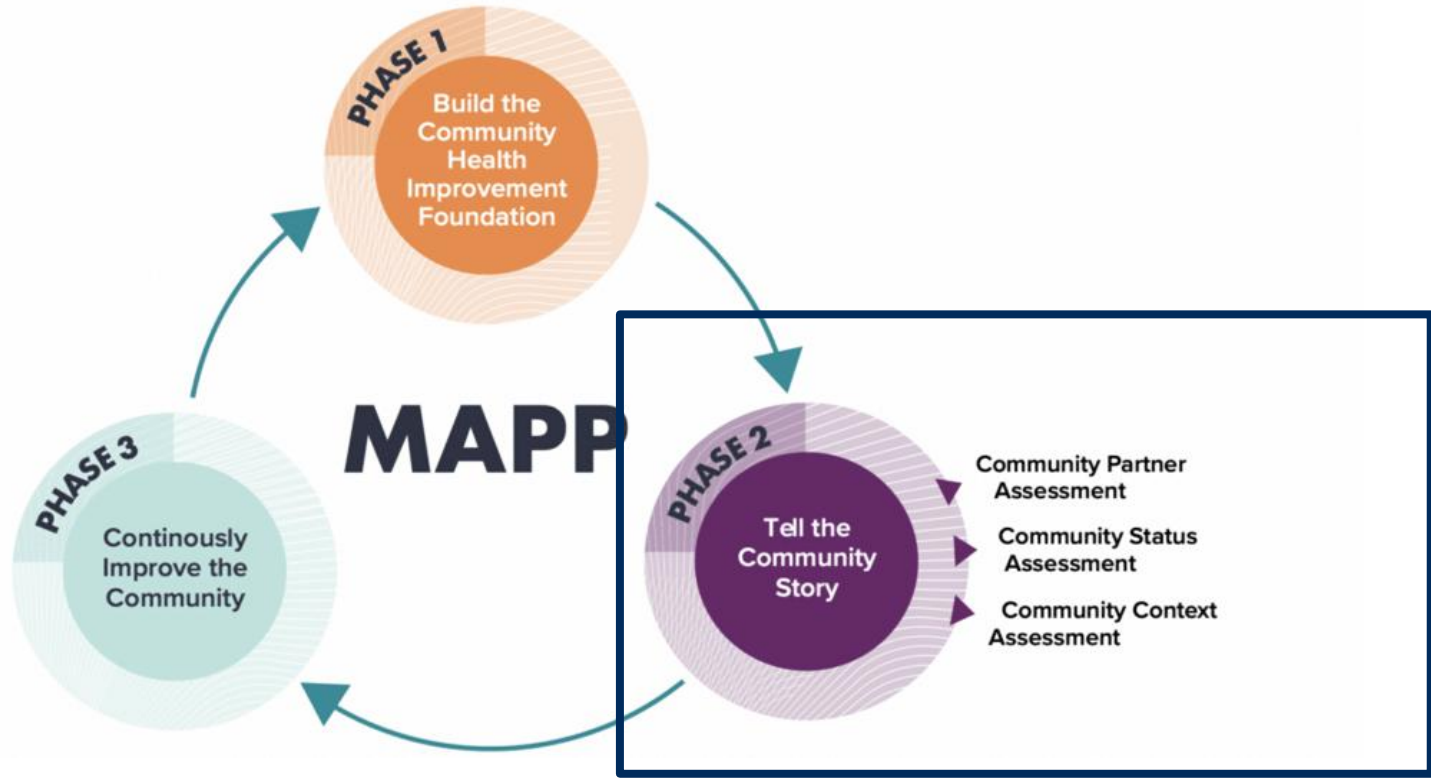 PHASE 1
Build the
Community
Health
Improvement
Foundation
MAPP
PHASE 2
Tell the
Community
Story
Community Partner
Assessment
Community Status
Assessment
Community Context
Assessment
PHASE 3
Continously
Improve the
Community